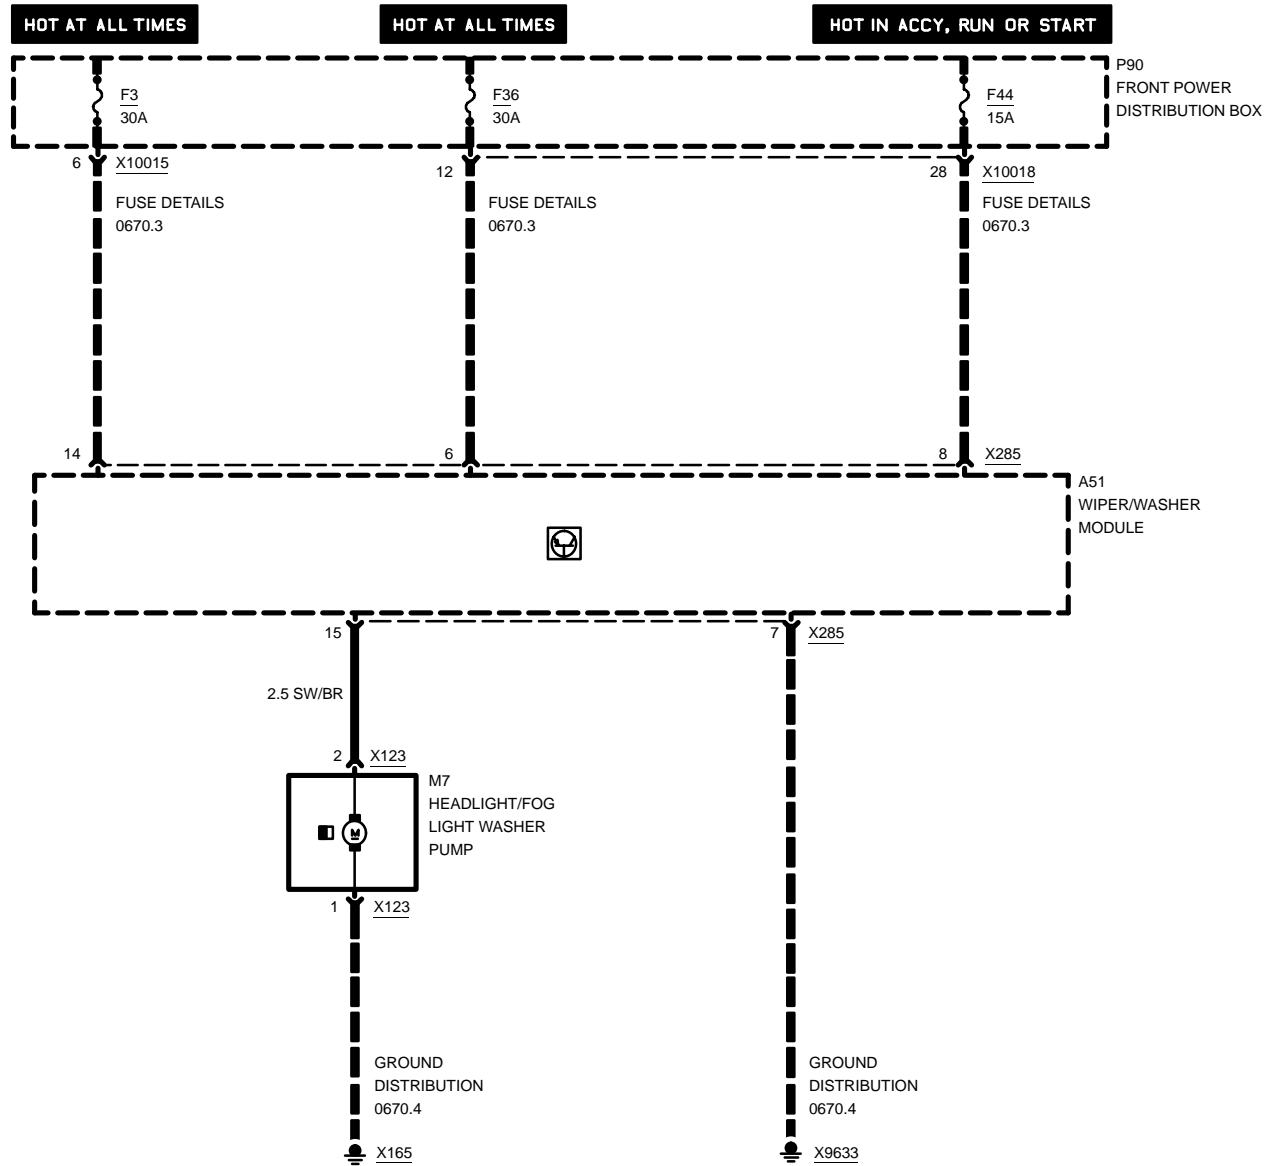 HOT AT ALL TIMES
HOT AT ALL TIMES
HOT IN ACCY, RUN OR START
P90
FRONT POWER
DISTRIBUTION BOX
F3
30A
F36
30A
F44
15A
6
X10015
12
28
X10018
FUSE DETAILS
0670.3
FUSE DETAILS
0670.3
FUSE DETAILS
0670.3
14
6
8
X285
A51
WIPER/WASHER
MODULE
15
7
X285
2.5 SW/BR
2
X123
M7
HEADLIGHT/FOG
LIGHT WASHER
PUMP
M
1
X123
GROUND
DISTRIBUTION
0670.4
GROUND
DISTRIBUTION
0670.4
X165
X9633